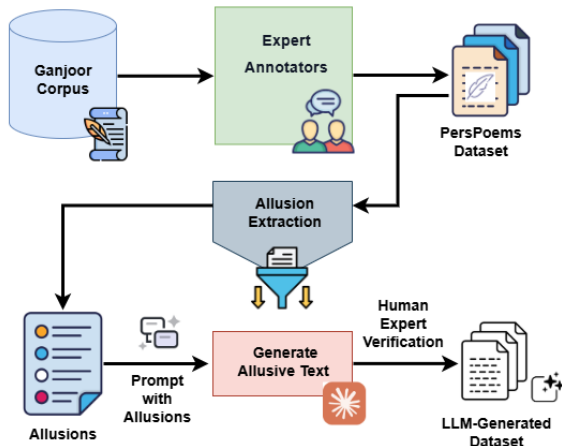 Ganjoor
Corpus
Expert
Annotators
PersPoems
Dataset
Allusion
Extraction
Allusions
Prompt
with
Allusions
Generate
Allusive Text
Human
Expert
Verification
LLM-Generated
Dataset